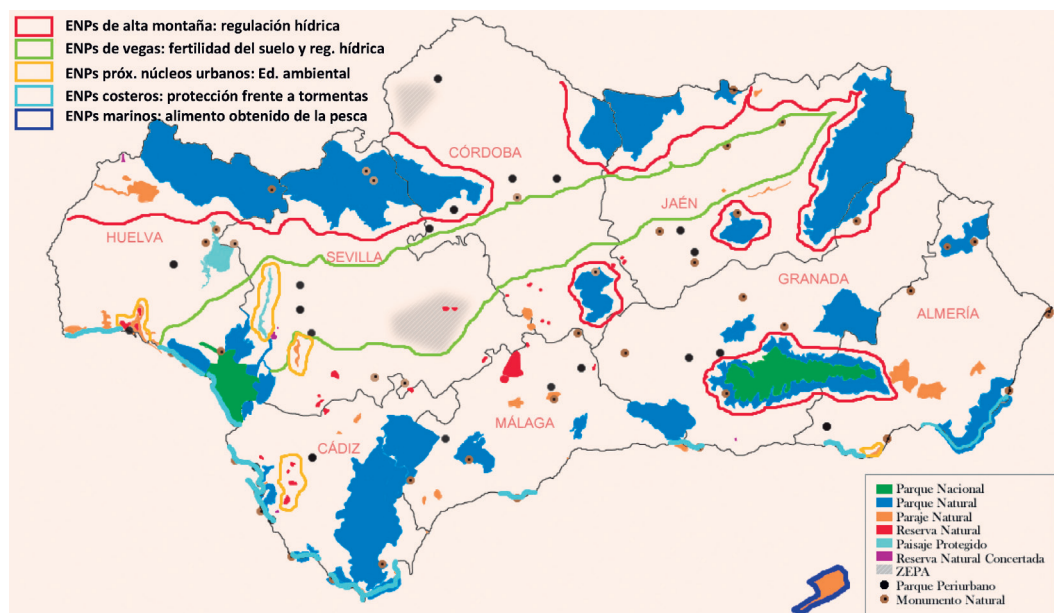 ENPs de alta montaña: regulación hídrica
ENPs de vegas: fertilidad del suelo y reg. hídrica
ENPs próx. núcleos urbanos: Ed. ambiental
ENPs costeros: protección frente a tormentas
ENPs marinos: alimento obtenido de la pesca
CÓRDOBA
JAÉN
HUELVA
SEVILLA
GRANADA
ALMERÍA
MÁLAGA
CÁDIZ
Parque Nacional
Parque Natural
Paraje Natural
Reserva Natural
Paisaje Protegido
Reserva Natural Concertada
ZEPA
Parque Periurbano
Monumento Natural